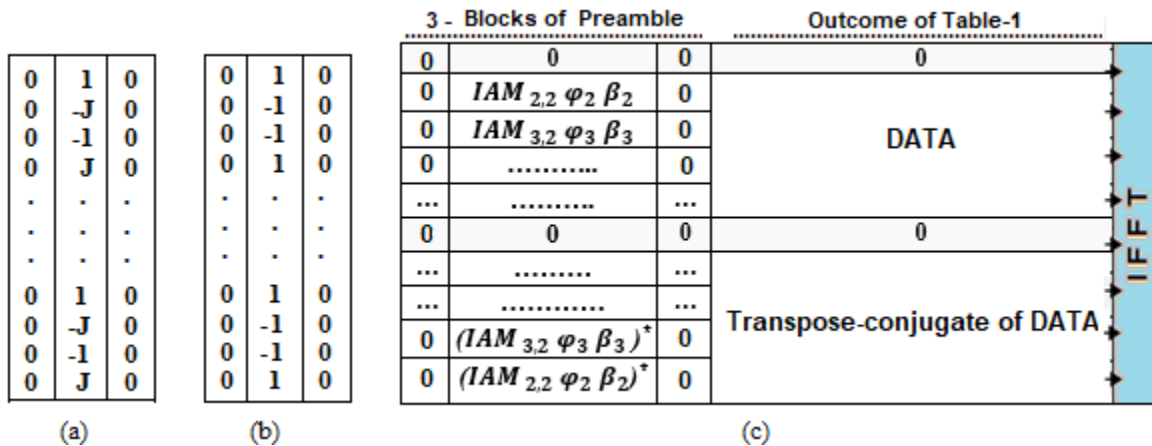 3 - Blocks of Preamble
Outcome of Table-1
0 1 0
0 -J 0
0 -1 0
0 J 0
. . .
. . .
. . .
0 1 0
0 -J 0
0 -1 0
0 J 0
(a)
0 1 0
0 -1 0
0 -1 0
0 1 0
. . .
. . .
. . .
0 1 0
0 -1 0
0 -1 0
0 1 0
(b)
0 0 0 0
0 IAM 2,2 φ2 β2 0
0 IAM 3,2 φ3 β3 0
DATA
0 ........... 0
... .......... ...
0 0 0 0
... ......... ...
... ............ ...
Transpose-conjugate of DATA
0 (IAM 3,2 φ3 β3)* 0
0 (IAM 2,2 φ2 β2)* 0
IFFT
(c)